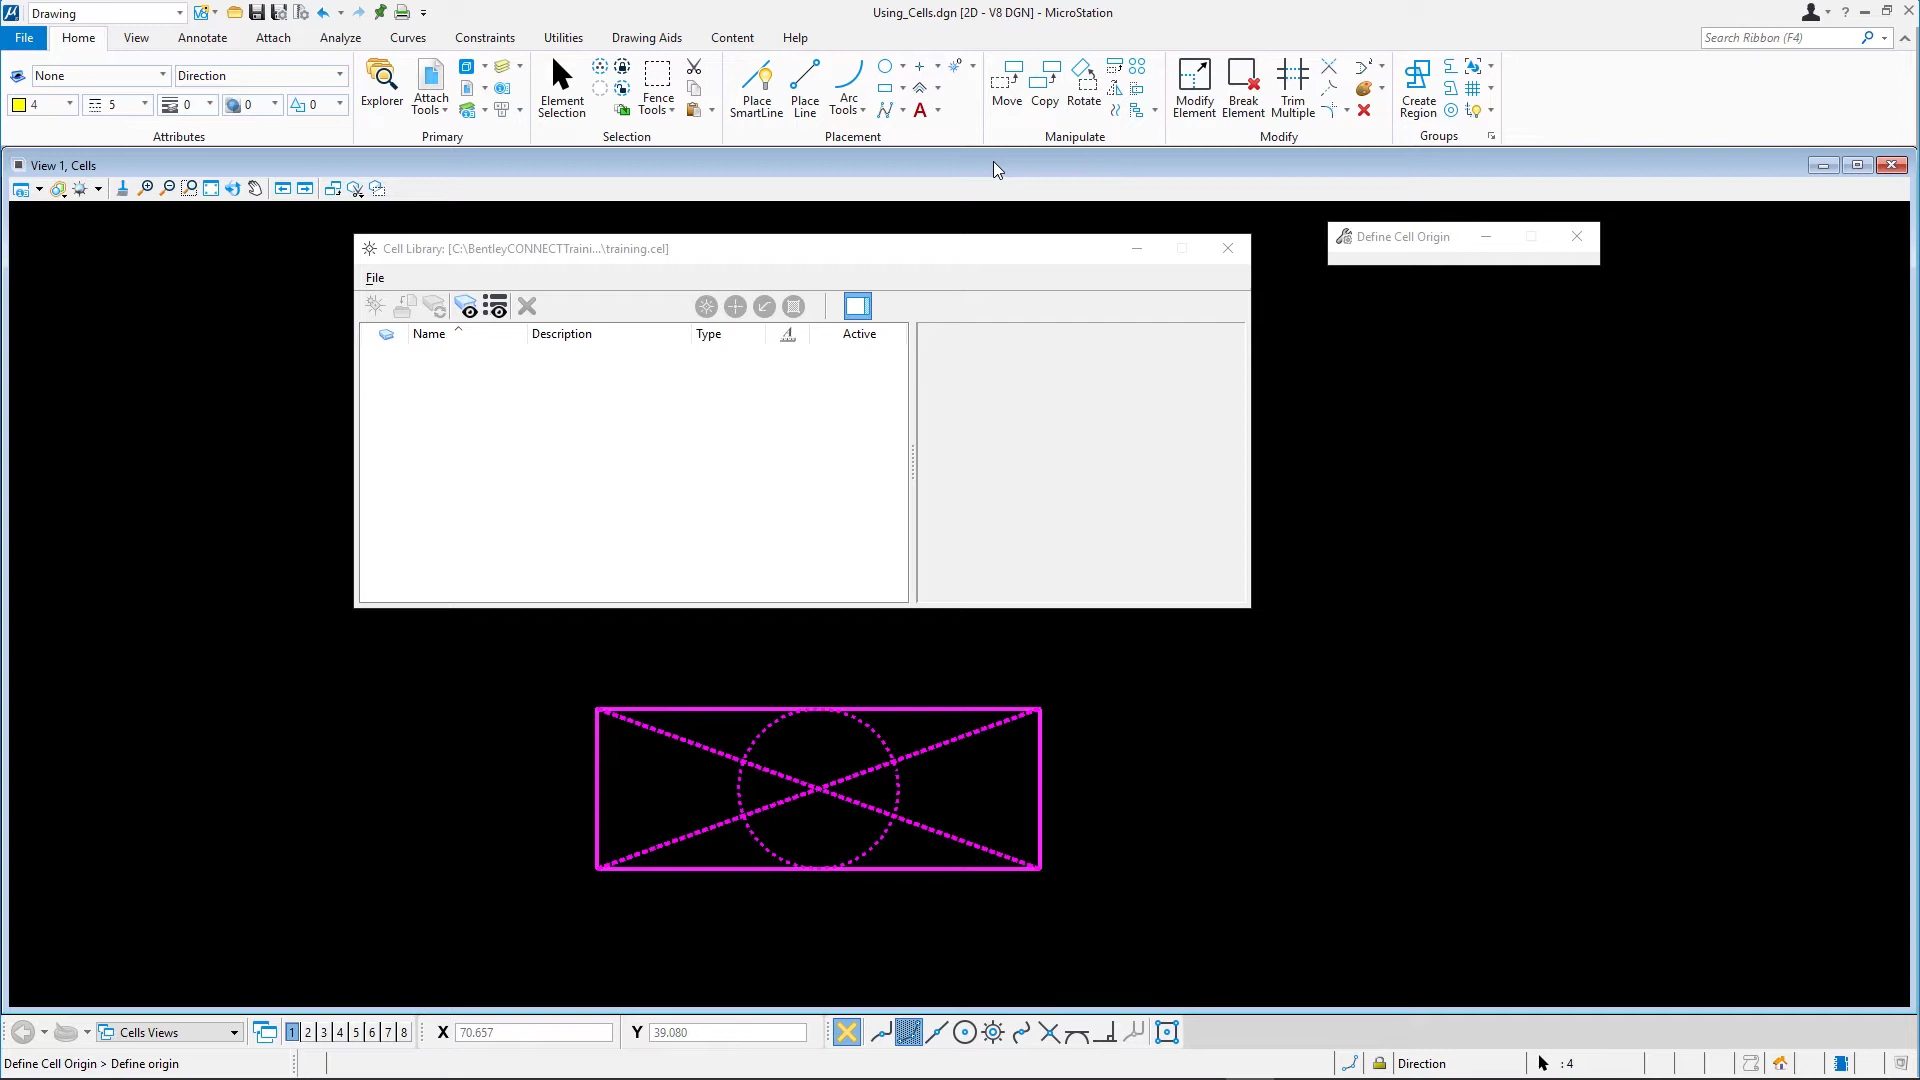 Drawing
Using_Cells.dgn [2D - V8 DGN] - MicroStation
File Home View Annotate Attach Analyze Curves Constraints Utilities Drawing Aids Content Help
Search Ribbon (F4)
None Direction
4 5 0 0 0
Attributes
Explorer
Attach Tools
Primary
Element Selection
Fence Tools
Selection
Place SmartLine
Place Line
Arc Tools
Placement
Move Copy Rotate
Manipulate
Modify Element
Break Element
Trim Multiple
Modify
Create Region
Groups
View 1, Cells
Cell Library: [C:\BentleyCONNECTTraini...\training.cel]
File
Name Description Type Active
Define Cell Origin
Cells Views
1 2 3 4 5 6 7 8
X 70.657
Y 39.080
Define Cell Origin > Define origin
Direction
: 4